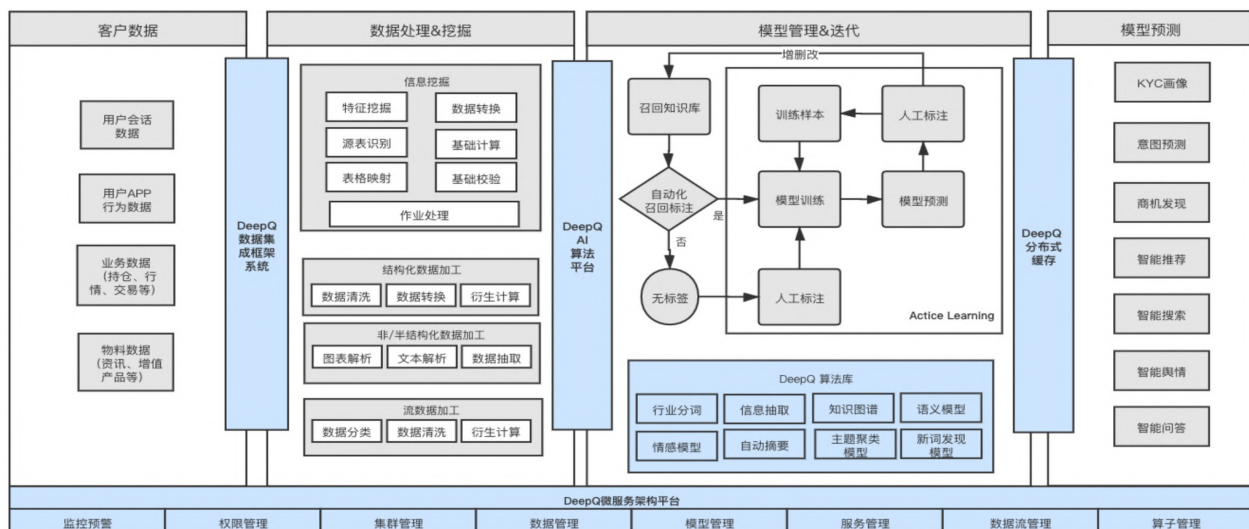 客户数据
数据处理&挖掘
模型管理&迭代
模型预测
用户会话
数据
用户APP
行为数据
业务数据
（持仓、行
情、交易等）
物料数据
（资讯、增值
产品等）
DeepQ
数据集
成框架
系统
信息挖掘
特征挖掘
数据转换
源表识别
基础计算
表格映射
基础校验
作业处理
结构化数据加工
数据清洗
数据转换
衍生计算
非/半结构化数据加工
图表解析
文本解析
数据抽取
流数据加工
数据分类
数据清洗
衍生计算
DeepQ
AI
算法
平台
增删改
召回知识库
训练样本
人工标注
自动化
召回标注
是
模型训练
模型预测
否
无标签
人工标注
Actice Learning
DeepQ 算法库
行业分词
信息抽取
知识图谱
语义模型
情感模型
自动摘要
主题聚类
模型
新词发现
模型
DeepQ
分布式
缓存
KYC画像
意图预测
商机发现
智能推荐
智能搜索
智能舆情
智能问答
DeepQ微服务架构平台
监控预警
权限管理
集群管理
数据管理
模型管理
服务管理
数据流管理
算子管理